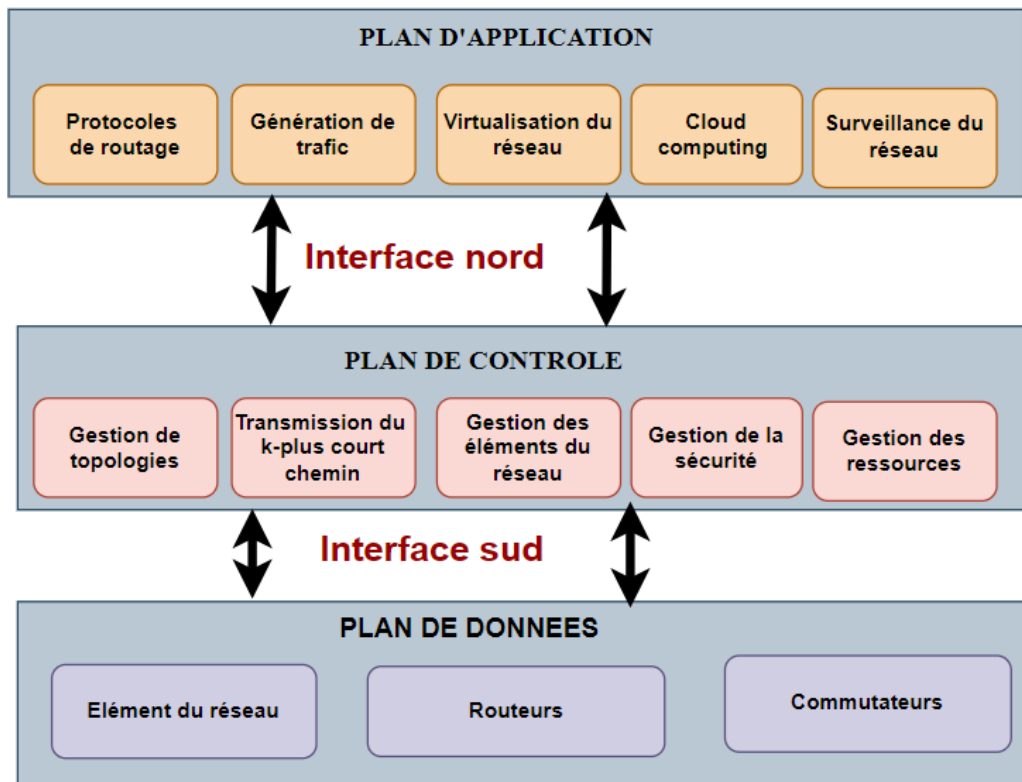 PLAN D'APPLICATION
Protocoles
de routage
Génération de
trafic
Virtualisation du
réseau
Cloud
computing
Surveillance du
réseau
Interface nord
PLAN DE CONTROLE
Gestion de
topologies
Transmission du
k-plus court
chemin
Gestion des
éléments du
réseau
Gestion de la
sécurité
Gestion des
ressources
Interface sud
PLAN DE DONNEES
Elément du réseau
Routeurs
Commutateurs